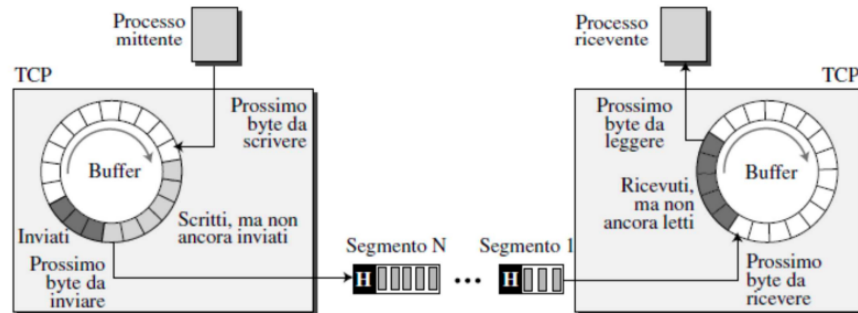 Processo
mittente
TCP
Prossimo
byte da
scrivere
Buffer
Inviati
Scritti, ma non
ancora inviati
Prossimo
byte da
inviare
Segmento N
H
...
Segmento 1
H
Processo
ricevente
TCP
Prossimo
byte da
leggere
Buffer
Ricevuti,
ma non
ancora letti
Prossimo
byte da
ricevere